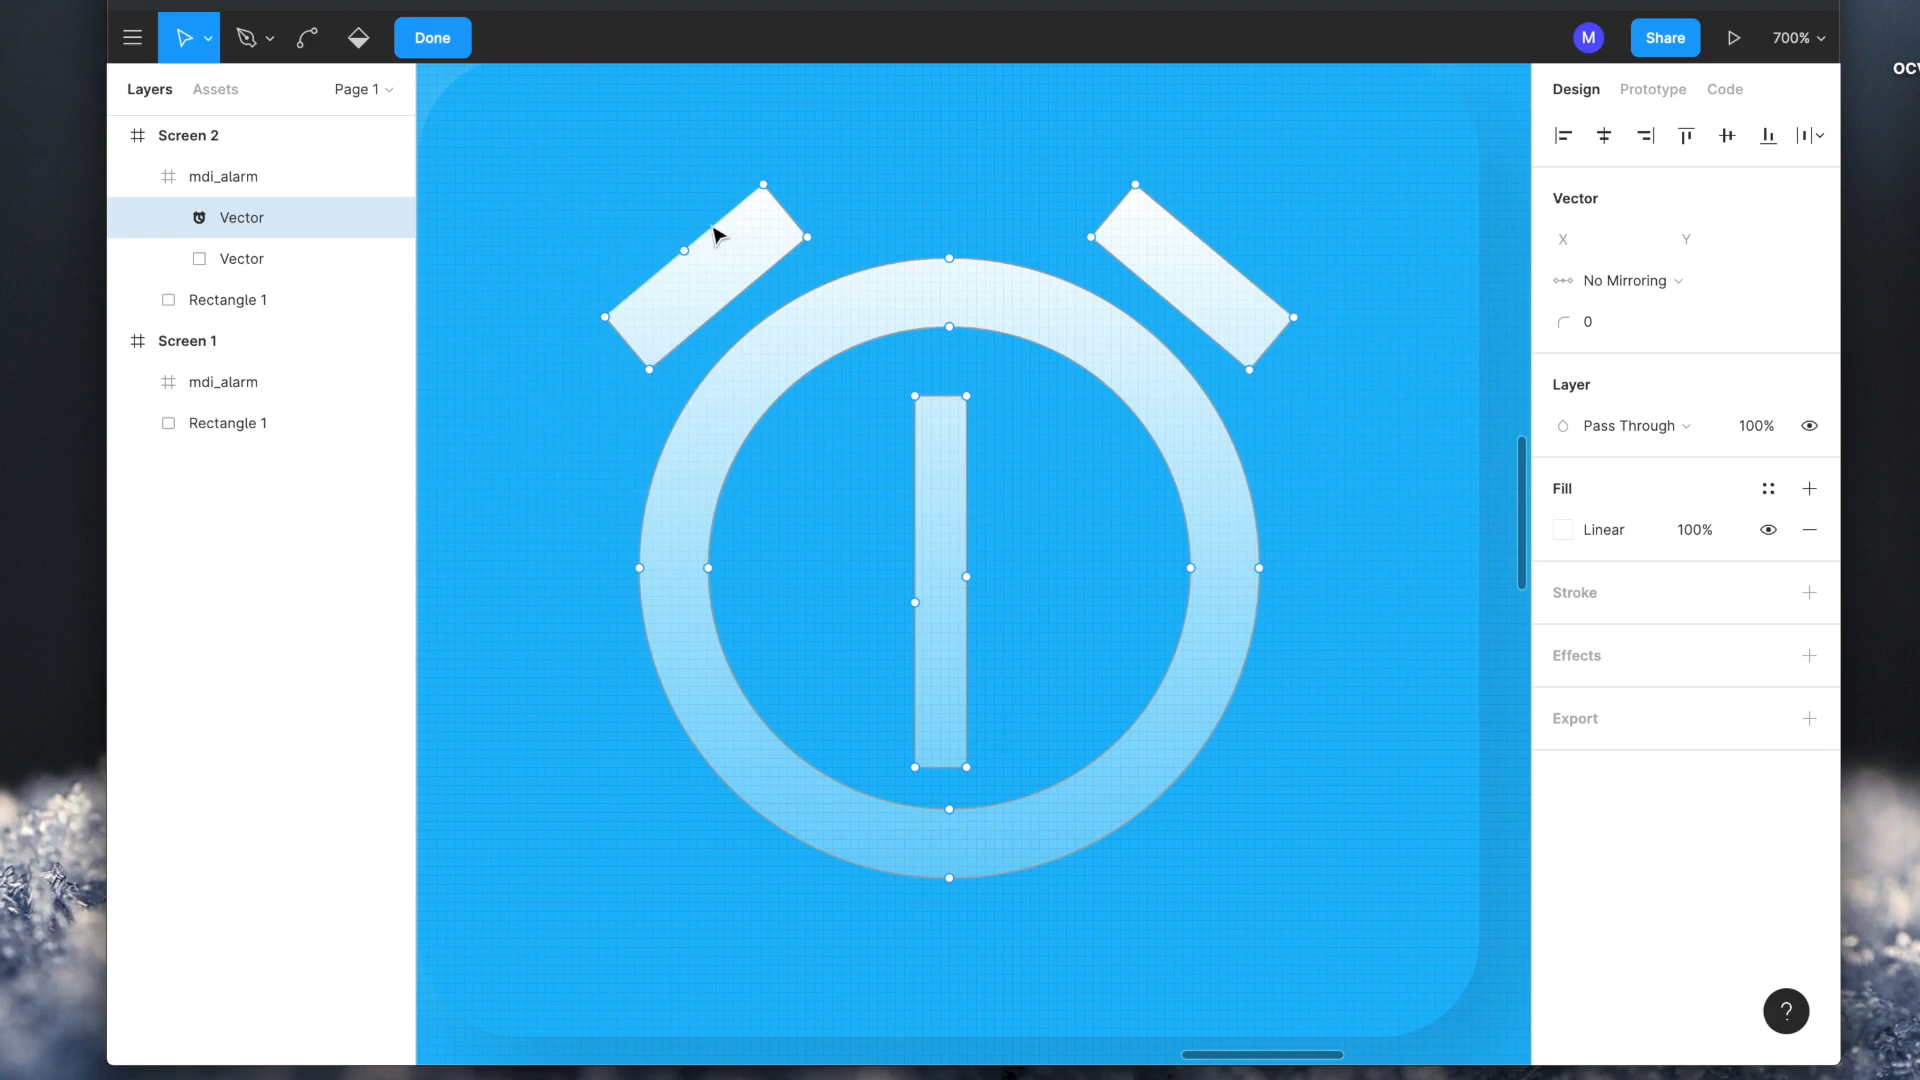 Done
M
Share
700%
ocv
Layers
Assets
Page 1
Screen 2
mdi_alarm
Vector
Vector
Rectangle 1
Screen 1
mdi_alarm
Rectangle 1
Design
Prototype
Code
Vector
X
Y
No Mirroring
0
Layer
Pass Through
100%
Fill
Linear
100%
Stroke
Effects
Export
?